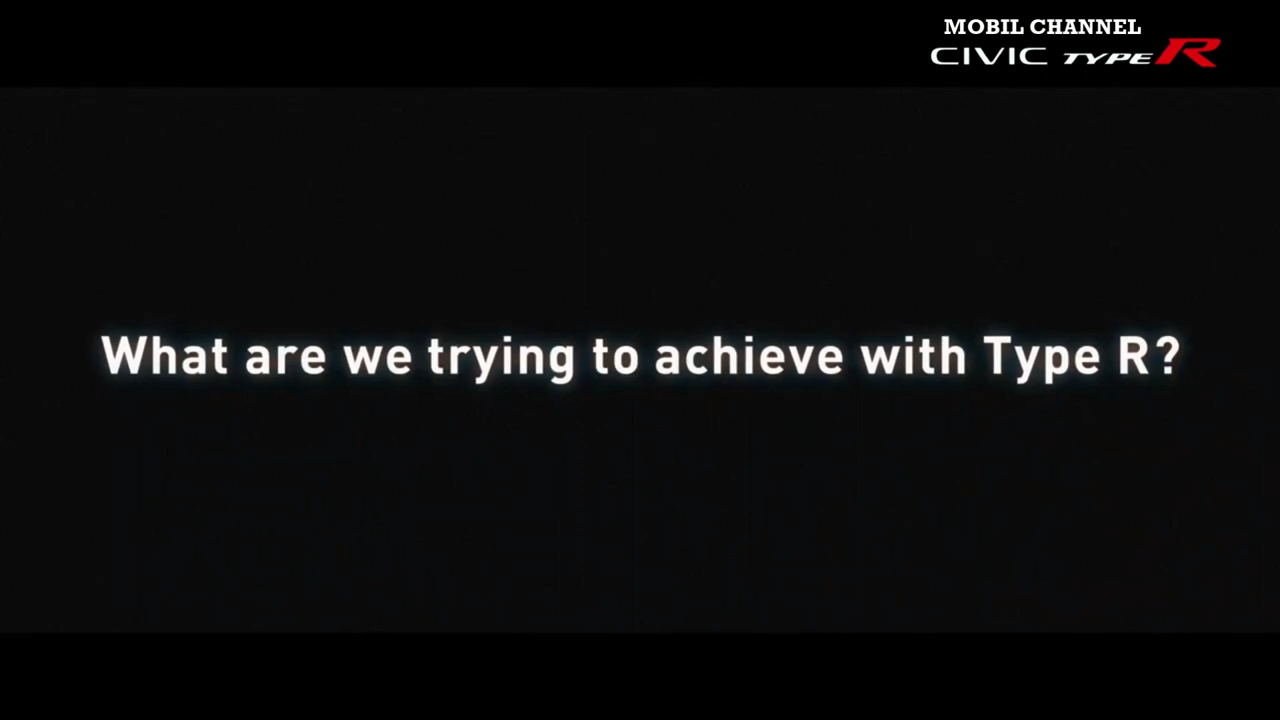 MOBIL CHANNEL
CIVIC TYPE R
What are we trying to achieve with Type R?